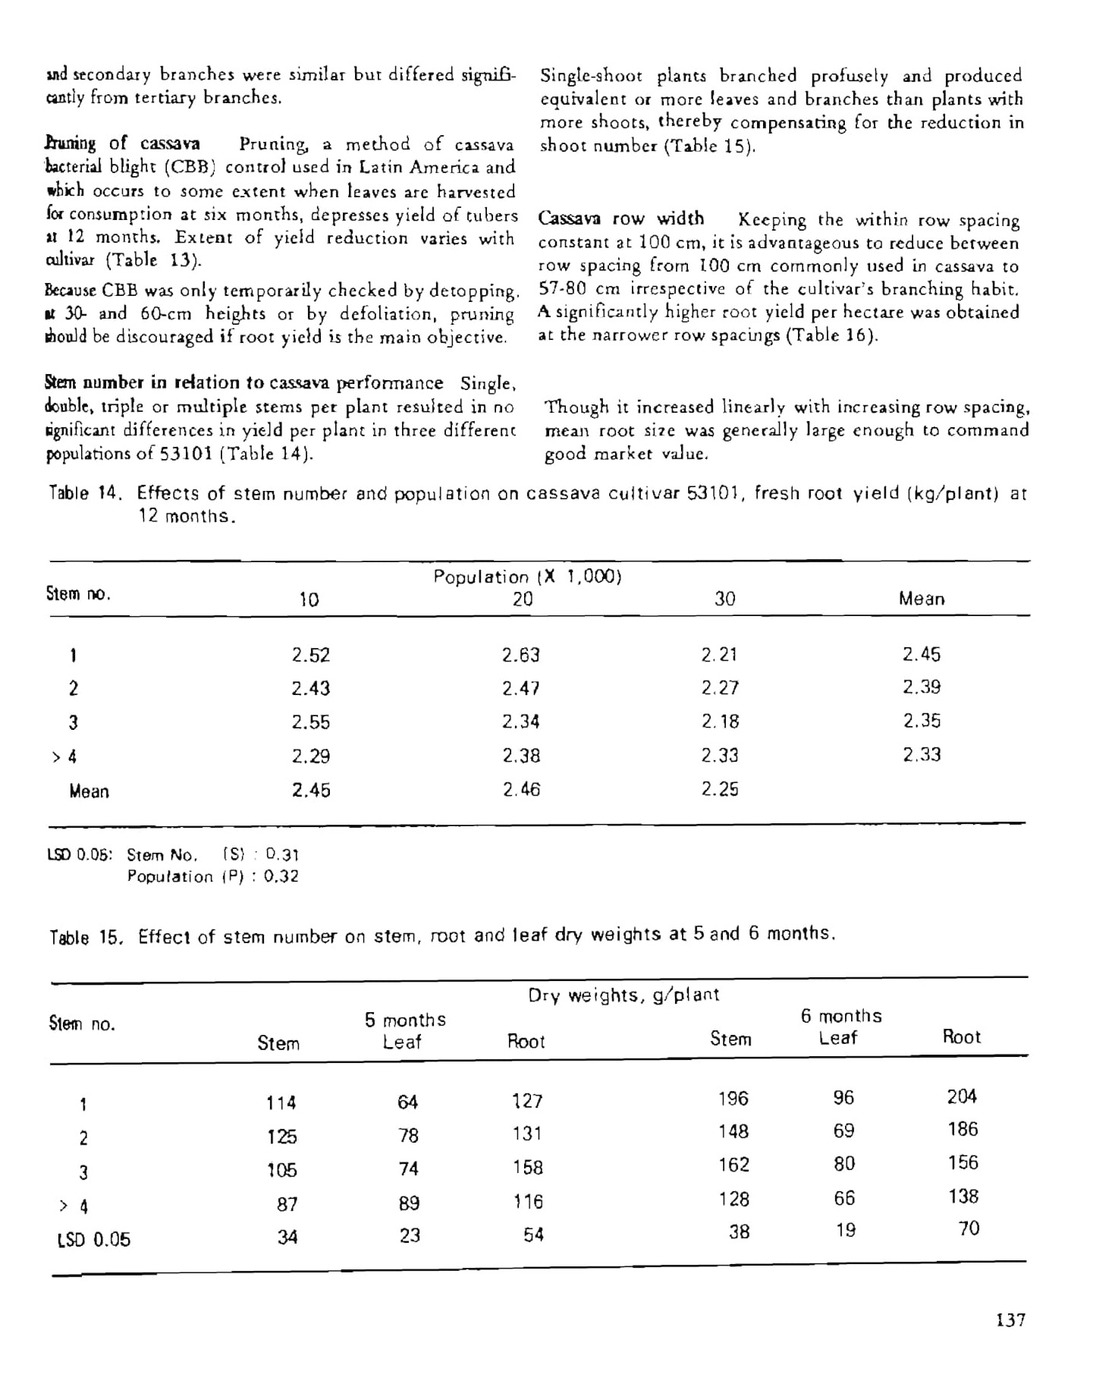 and secondary branches were similar but differed signifi-
cantly from tertiary branches.
Pruning of cassava Pruning, a method of cassava
bacterial blight (CBB) control used in Latin America and
which occurs to some extent when leaves are harvested
for consumption at six months, depresses yield of tubers
at 12 months. Extent of yield reduction varies with
cultivar (Table 13).
Because CBB was only temporarily checked by detopping,
at 30- and 60-cm heights or by defoliation, pruning
should be discouraged if root yield is the main objective.
Stem number in relation to cassava performance Single,
double, triple or multiple stems per plant resulted in no
significant differences in yield per plant in three different
populations of 53101 (Table 14).
Single-shoot plants branched profusely and produced
equivalent or more leaves and branches than plants with
more shoots, thereby compensating for the reduction in
shoot number (Table 15).
Cassava row width Keeping the within row spacing
constant at 100 cm, it is advantageous to reduce between
row spacing from 100 cm commonly used in cassava to
57-80 cm irrespective of the cultivar's branching habit.
A significantly higher root yield per hectare was obtained
at the narrower row spacings (Table 16).
Though it increased linearly with increasing row spacing,
mean root size was generally large enough to command
good market value.
Table 14. Effects of stem number and population on cassava cultivar 53101, fresh root yield (kg/plant) at
12 months.
Population (X 1,000)
Stem no. 10 20 30 Mean
1 2.52 2.63 2.21 2.45
2 2.43 2.47 2.27 2.39
3 2.55 2.34 2.18 2.35
> 4 2.29 2.38 2.33 2.33
Mean 2.45 2.46 2.25
LSD 0.05: Stem No. (S) : 0.31
Population (P) : 0.32
Table 15. Effect of stem number on stem, root and leaf dry weights at 5 and 6 months.
Dry weights, g/plant
Stem no. 5 months 6 months
Stem Leaf Root Stem Leaf Root
1 114 64 127 196 96 204
2 125 78 131 148 69 186
3 105 74 158 162 80 156
> 4 87 89 116 128 66 138
LSD 0.05 34 23 54 38 19 70
137